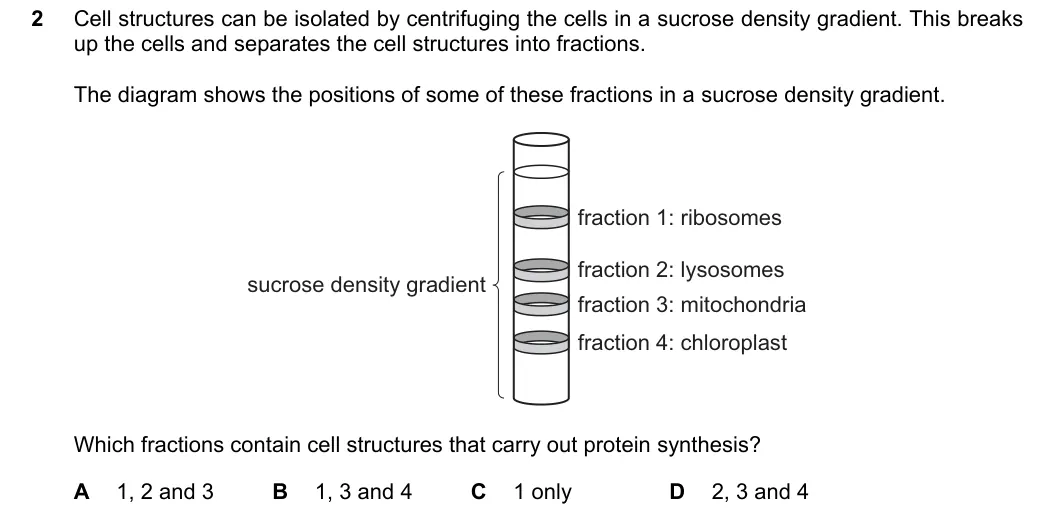 2 Cell structures can be isolated by centrifuging the cells in a sucrose density gradient. This breaks
up the cells and separates the cell structures into fractions.
The diagram shows the positions of some of these fractions in a sucrose density gradient.
fraction 1: ribosomes
fraction 2: lysosomes
sucrose density gradient
fraction 3: mitochondria
fraction 4: chloroplast
Which fractions contain cell structures that carry out protein synthesis?
A 1, 2 and 3 B 1, 3 and 4 C 1 only D 2, 3 and 4